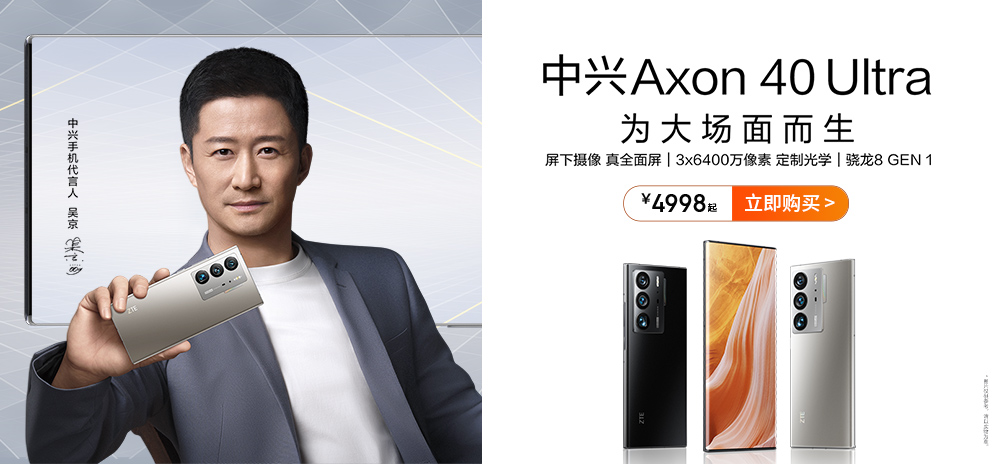 中兴手机代言人 吴京
ZTE
中兴Axon 40 Ultra
为大场面而生
屏下摄像 真全面屏 | 3x6400万像素 定制光学 | 骁龙8 GEN 1
¥4998起
立即购买 >
ZTE
ZTE